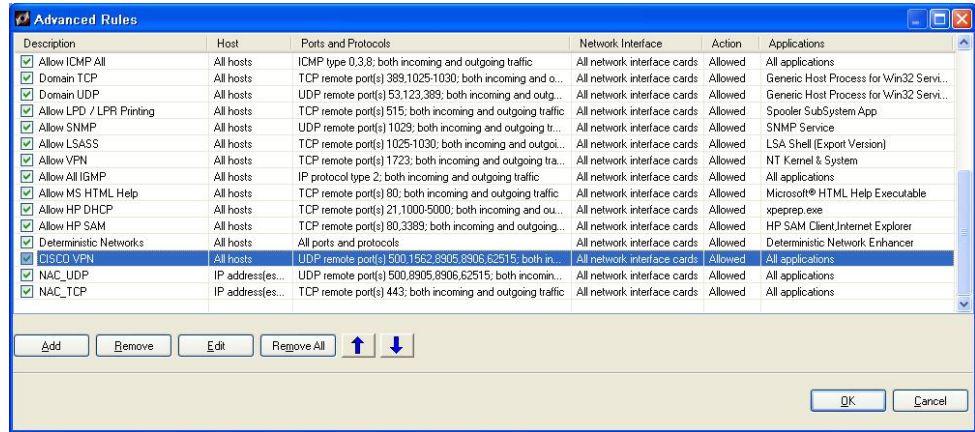 Advanced Rules
Description Host Ports and Protocols Network Interface Action Applications
Allow ICMP All All hosts ICMP type 0,3,8; both incoming and outgoing traffic All network interface cards Allowed All applications
Domain TCP All hosts TCP remote port(s) 389,1025-1030; both incoming and o... All network interface cards Allowed Generic Host Process for Win32 Servi...
Domain UDP All hosts UDP remote port(s) 53,123,389; both incoming and outg... All network interface cards Allowed Generic Host Process for Win32 Servi...
Allow LPD / LPR Printing All hosts TCP remote port(s) 515; both incoming and outgoing traffic All network interface cards Allowed Spooler SubSystem App
Allow SNMP All hosts UDP remote port(s) 1029; both incoming and outgoing tr... All network interface cards Allowed SNMP Service
Allow LSASS All hosts TCP remote port(s) 1025-1030; both incoming and outgoi... All network interface cards Allowed LSA Shell (Export Version)
Allow VPN All hosts TCP remote port(s) 1723; both incoming and outgoing tra... All network interface cards Allowed NT Kernel & System
Allow All IGMP All hosts IP protocol type 2; both incoming and outgoing traffic All network interface cards Allowed All applications
Allow MS HTML Help All hosts TCP remote port(s) 80; both incoming and outgoing traffic All network interface cards Allowed Microsoft® HTML Help Executable
Allow HP DHCP All hosts TCP remote port(s) 21,1000-5000; both incoming and ou... All network interface cards Allowed xpeprep.exe
Allow HP SAM All hosts TCP remote port(s) 80,3389; both incoming and outgoing... All network interface cards Allowed HP SAM Client,Internet Explorer
Deterministic Networks All hosts All ports and protocols All network interface cards Allowed Deterministic Network Enhancer
CISCO VPN All hosts UDP remote port(s) 500,1562,8905,8906,62515; both in... All network interface cards Allowed All applications
NAC_UDP IP address(es... UDP remote port(s) 500,8905,8906,62515; both incomin... All network interface cards Allowed All applications
NAC_TCP IP address(es... TCP remote port(s) 443; both incoming and outgoing traffic All network interface cards Allowed All applications
Add Remove Edit Remove All
OK Cancel